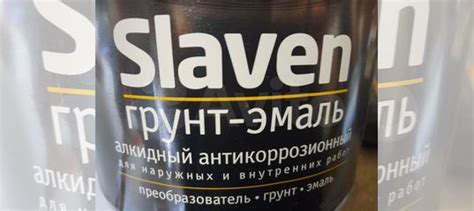 Slaven
грунт-эмаль
алкидный антикоррозионный
для наружных и внутренних работ
преобразователь • грунт • эмаль